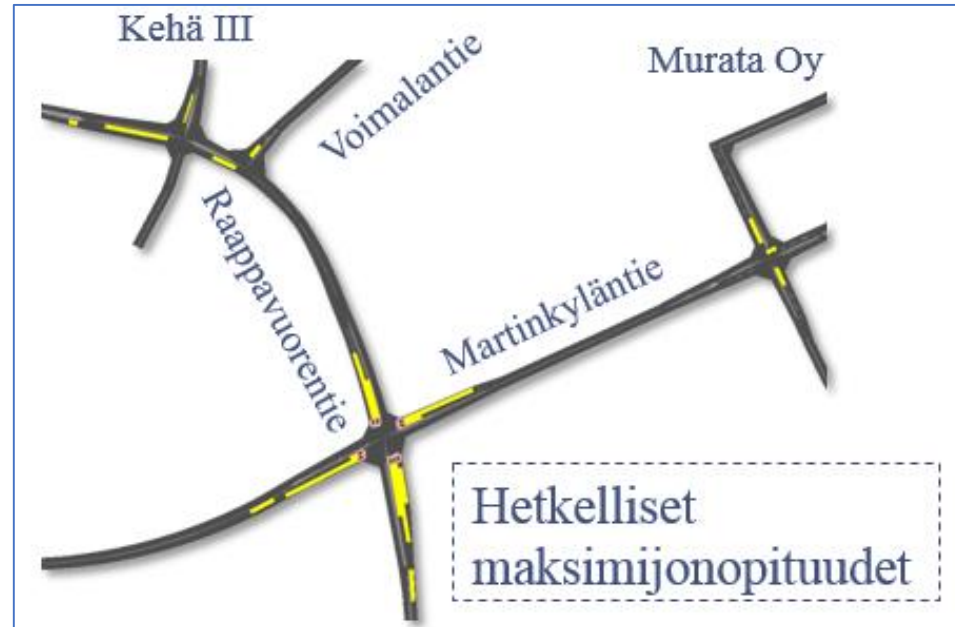 Kehä III
Voimalantie
Murata Oy
Raappavuorentie
Martinkyläntie
Hetkelliset
maksimijonopituudet